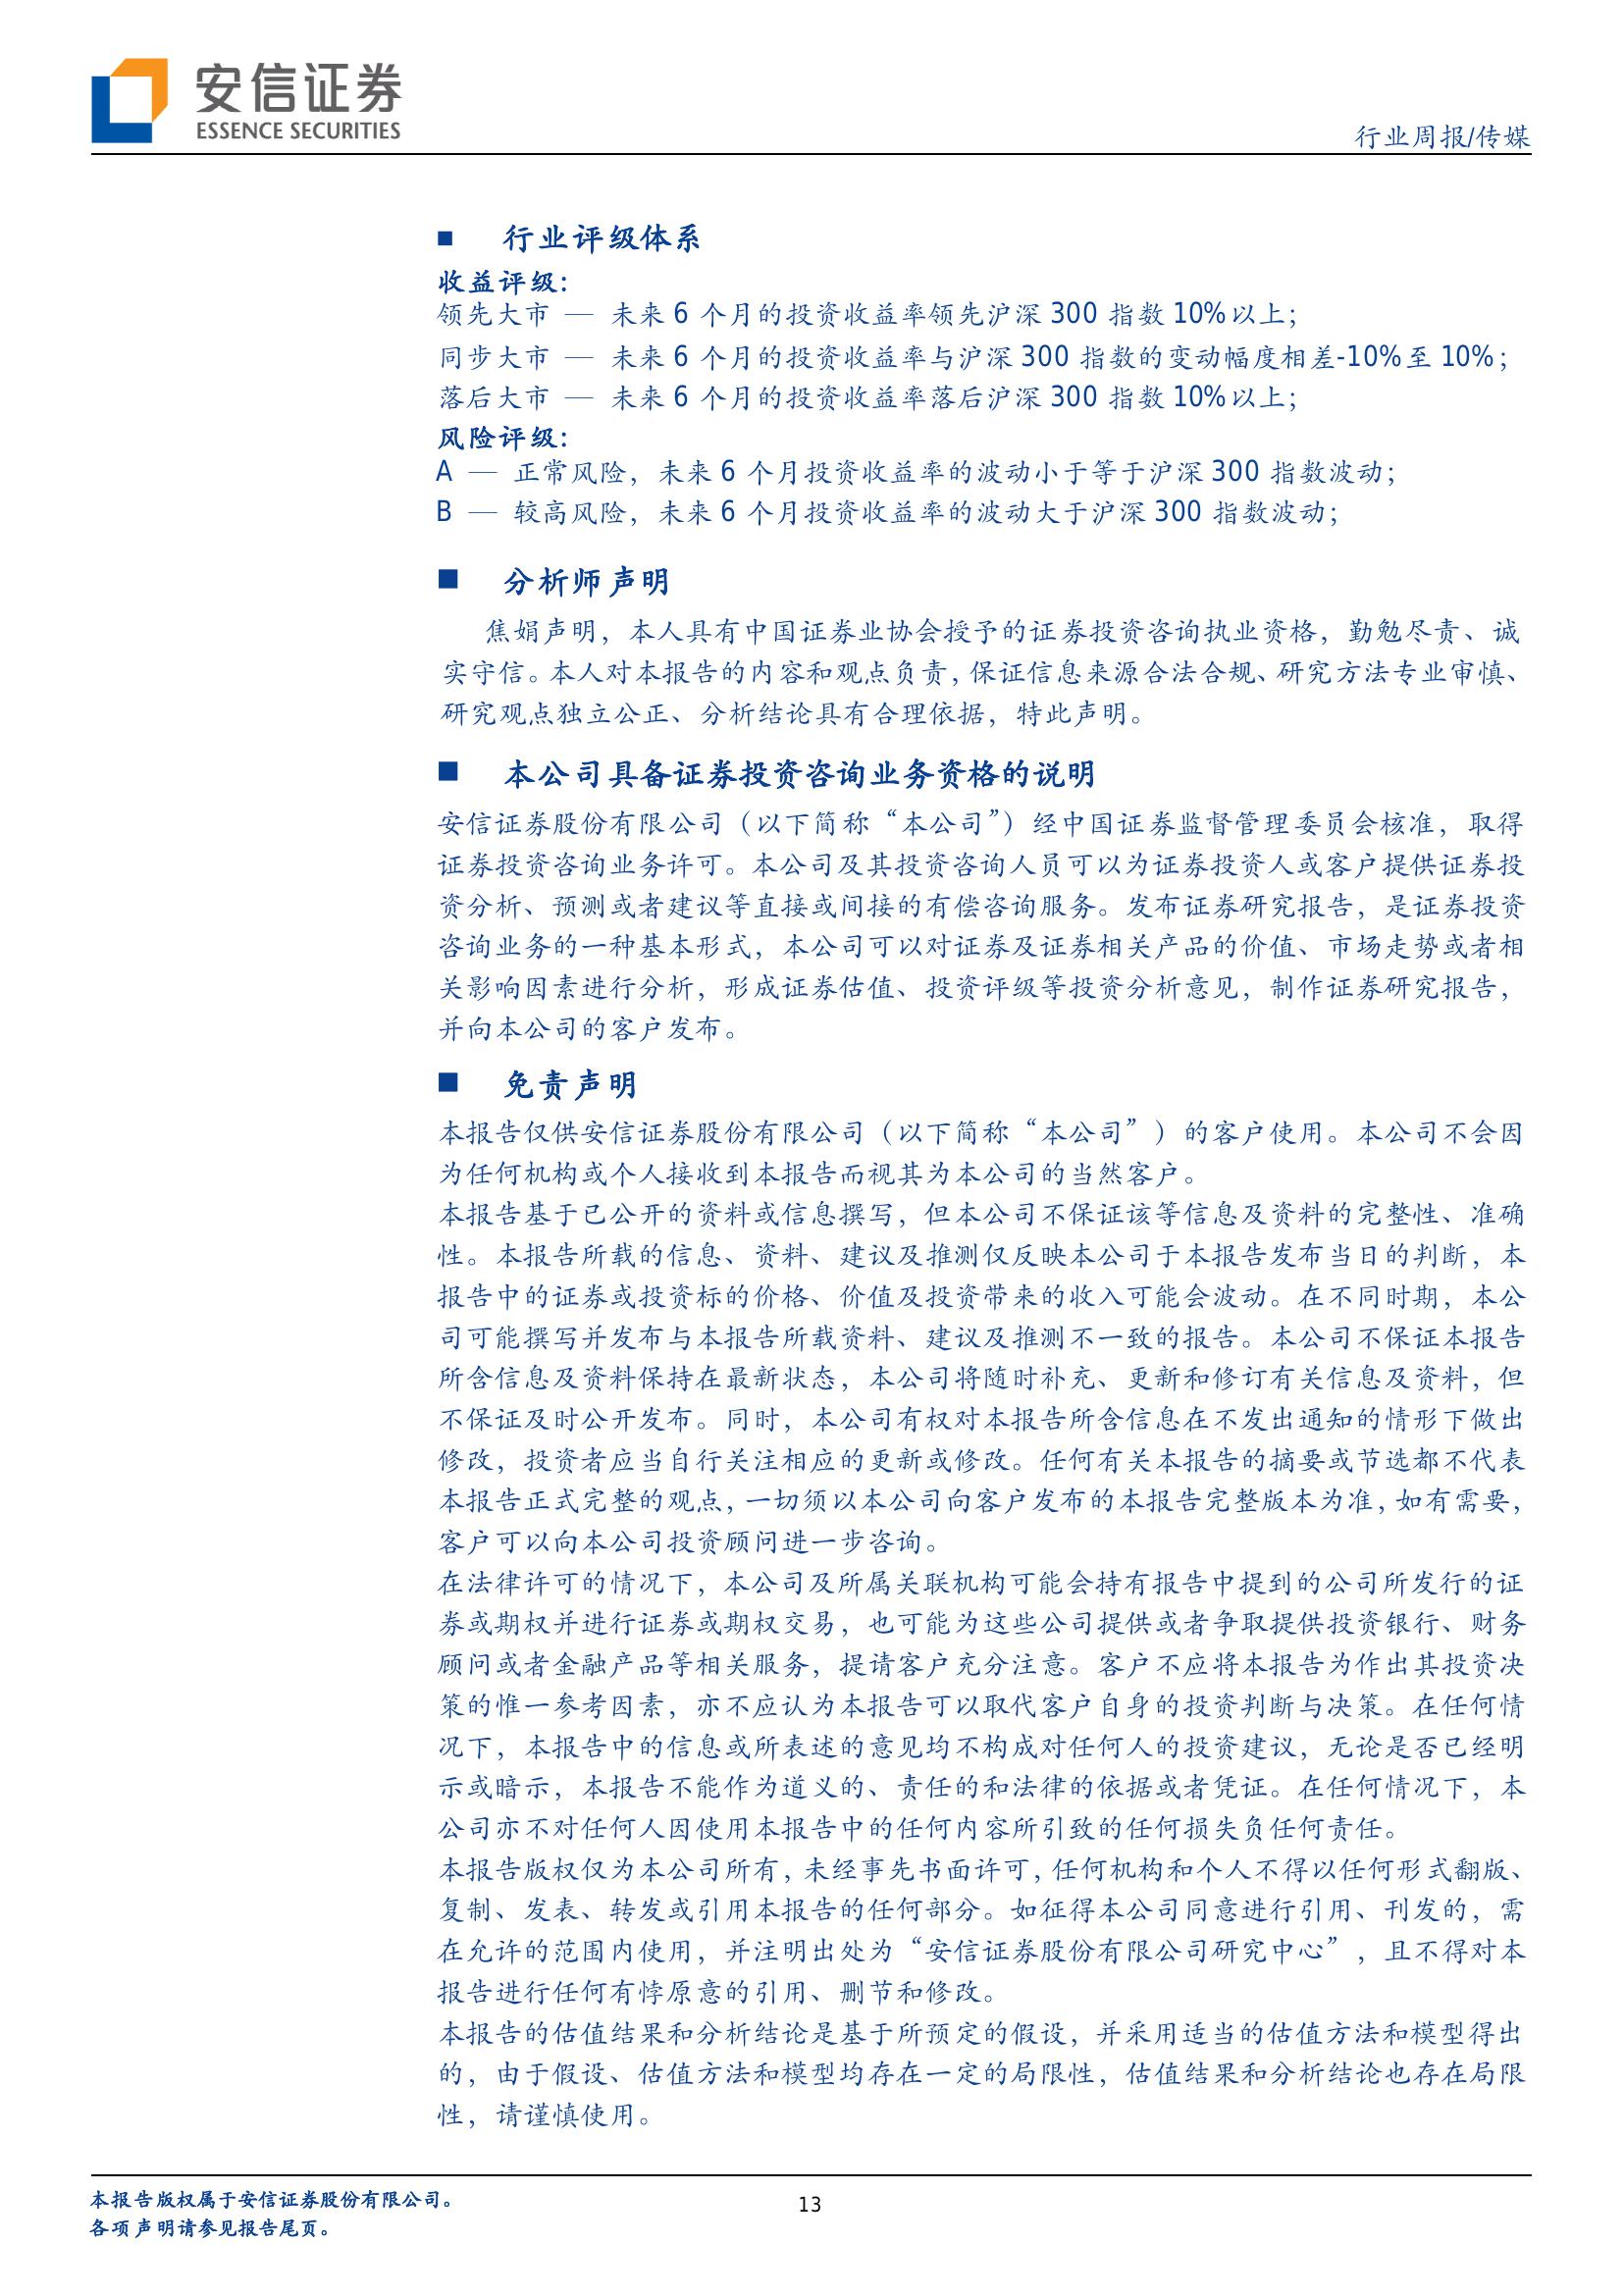 安信证券
ESSENCE SECURITIES
行业周报/传媒
■ 行业评级体系
收益评级：
领先大市 — 未来 6 个月的投资收益率领先沪深 300 指数 10%以上；
同步大市 — 未来 6 个月的投资收益率与沪深 300 指数的变动幅度相差-10%至 10%；
落后大市 — 未来 6 个月的投资收益率落后沪深 300 指数 10%以上；
风险评级：
A — 正常风险，未来 6 个月投资收益率的波动小于等于沪深 300 指数波动；
B — 较高风险，未来 6 个月投资收益率的波动大于沪深 300 指数波动；
■ 分析师声明
焦娟声明，本人具有中国证券业协会授予的证券投资咨询执业资格，勤勉尽责、诚
实守信。本人对本报告的内容和观点负责，保证信息来源合法合规、研究方法专业审慎、
研究观点独立公正、分析结论具有合理依据，特此声明。
■ 本公司具备证券投资咨询业务资格的说明
安信证券股份有限公司（以下简称“本公司”）经中国证券监督管理委员会核准，取得
证券投资咨询业务许可。本公司及其投资咨询人员可以为证券投资人或客户提供证券投
资分析、预测或者建议等直接或间接的有偿咨询服务。发布证券研究报告，是证券投资
咨询业务的一种基本形式，本公司可以对证券及证券相关产品的价值、市场走势或者相
关影响因素进行分析，形成证券估值、投资评级等投资分析意见，制作证券研究报告，
并向本公司的客户发布。
■ 免责声明
本报告仅供安信证券股份有限公司（以下简称“本公司”）的客户使用。本公司不会因
为任何机构或个人接收到本报告而视其为本公司的当然客户。
本报告基于已公开的资料或信息撰写，但本公司不保证该等信息及资料的完整性、准确
性。本报告所载的信息、资料、建议及推测仅反映本公司于本报告发布当日的判断，本
报告中的证券或投资标的价格、价值及投资带来的收入可能会波动。在不同时期，本公
司可能撰写并发布与本报告所载资料、建议及推测不一致的报告。本公司不保证本报告
所含信息及资料保持在最新状态，本公司将随时补充、更新和修订有关信息及资料，但
不保证及时公开发布。同时，本公司有权对本报告所含信息在不发出通知的情形下做出
修改，投资者应当自行关注相应的更新或修改。任何有关本报告的摘要或节选都不代表
本报告正式完整的观点，一切须以本公司向客户发布的本报告完整版本为准，如有需要，
客户可以向本公司投资顾问进一步咨询。
在法律许可的情况下，本公司及所属关联机构可能会持有报告中提到的公司所发行的证
券或期权并进行证券或期权交易，也可能为这些公司提供或者争取提供投资银行、财务
顾问或者金融产品等相关服务，提请客户充分注意。客户不应将本报告为作出其投资决
策的惟一参考因素，亦不应认为本报告可以取代客户自身的投资判断与决策。在任何情
况下，本报告中的信息或所表述的意见均不构成对任何人的投资建议，无论是否已经明
示或暗示，本报告不能作为道义的、责任的和法律的依据或者凭证。在任何情况下，本
公司亦不对任何人因使用本报告中的任何内容所引致的任何损失负任何责任。
本报告版权仅为本公司所有，未经事先书面许可，任何机构和个人不得以任何形式翻版、
复制、发表、转发或引用本报告的任何部分。如征得本公司同意进行引用、刊发的，需
在允许的范围内使用，并注明出处为“安信证券股份有限公司研究中心”，且不得对本
报告进行任何有悖原意的引用、删节和修改。
本报告的估值结果和分析结论是基于所预定的假设，并采用适当的估值方法和模型得出
的，由于假设、估值方法和模型均存在一定的局限性，估值结果和分析结论也存在局限
性，请谨慎使用。
本报告版权属于安信证券股份有限公司。
各项声明请参见报告尾页。
13